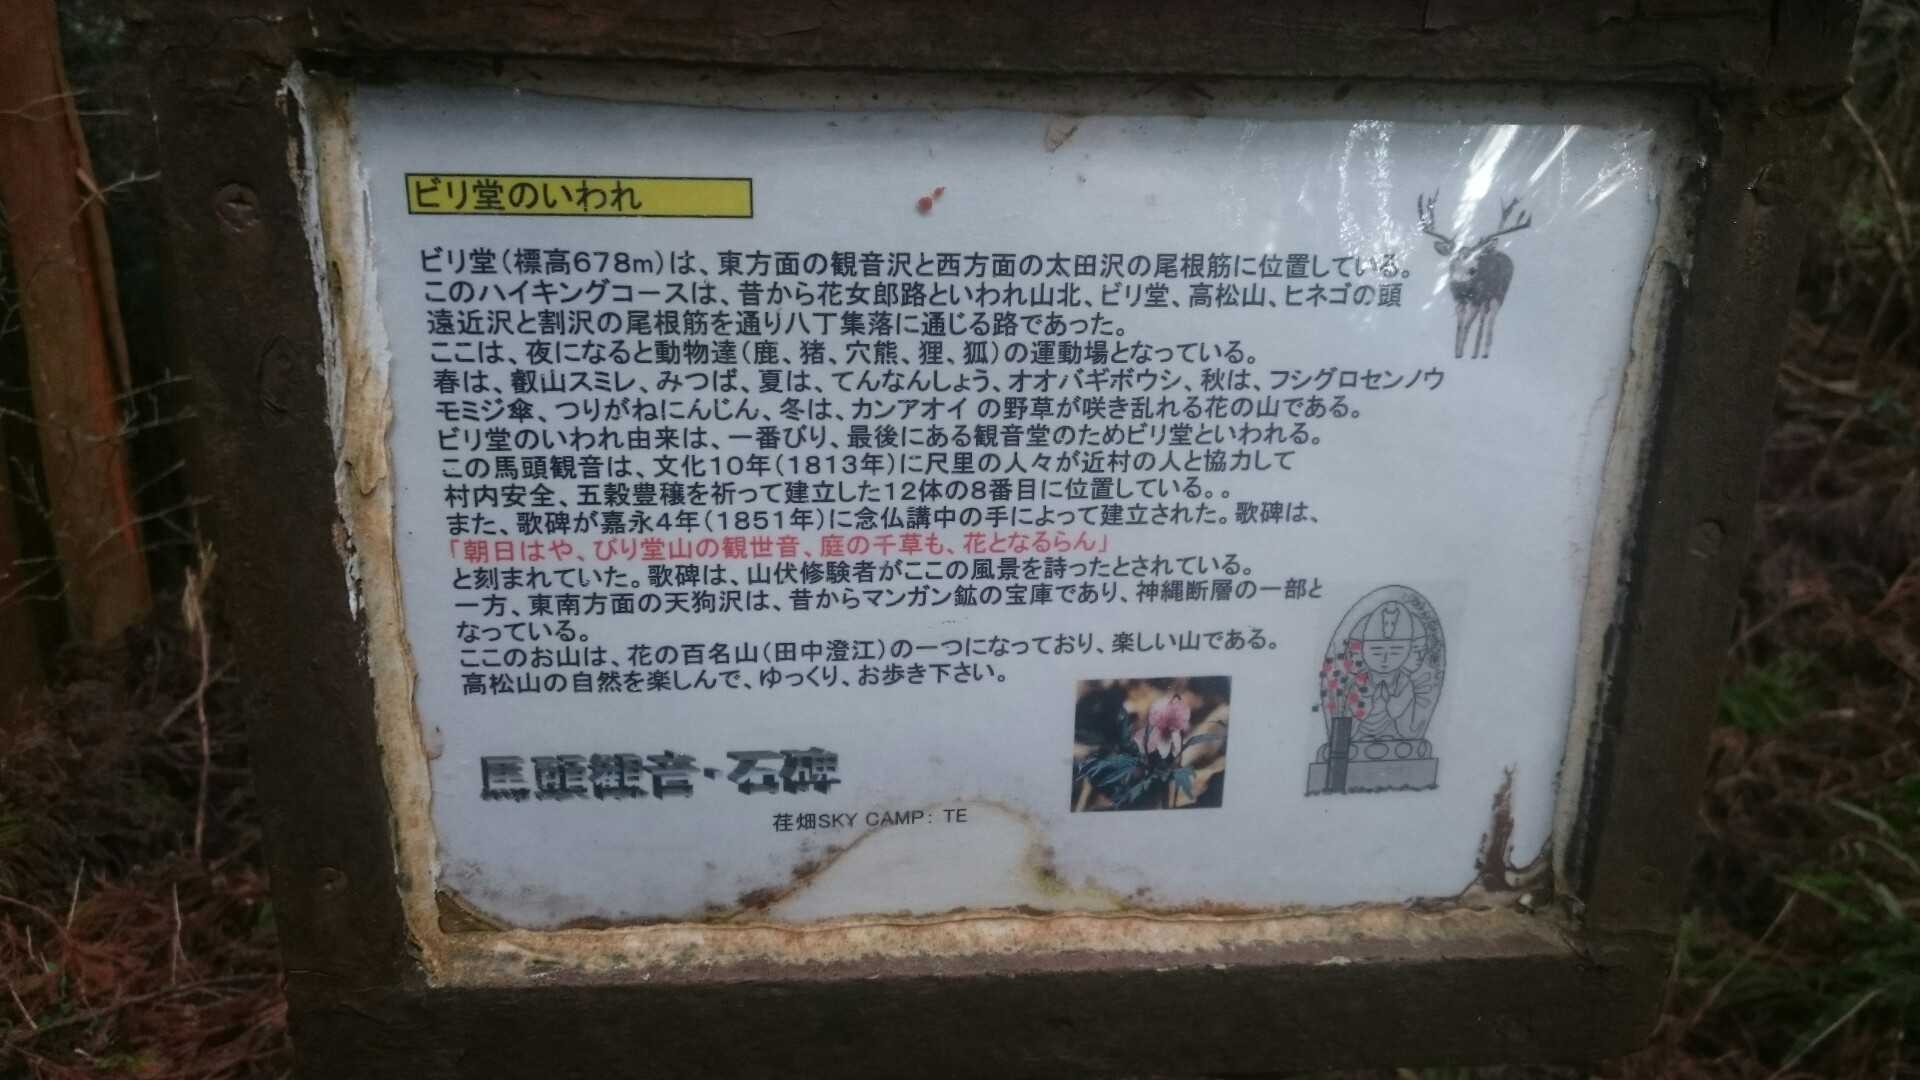 ビリ堂のいわれ
ビリ堂(標高678m)は、東方面の観音沢と西方面の太田沢の尾根筋に位置している。
このハイキングコースは、昔から花女郎路といわれ山北、ビリ堂、高松山、ヒネゴの頭
遠近沢と割沢の尾根筋を通り八丁集落に通じる路であった。
ここは、夜になると動物達(鹿、猪、穴熊、狸、狐)の運動場となっている。
春は、叡山スミレ、みつば、夏は、てんなんしょう、オオバギボウシ、秋は、フシグロセンノウ
モミジ傘、つりがねにんじん、冬は、カンアオイ の野草が咲き乱れる花の山である。
ビリ堂のいわれ由来は、一番びり、最後にある観音堂のためビリ堂といわれる。
この馬頭観音は、文化10年(1813年)に尺里の人々が近村の人と協力して
村内安全、五穀豊穣を祈って建立した12体の8番目に位置している。。
また、歌碑が嘉永4年(1851年)に念仏講中の手によって建立された。歌碑は、
「朝日はや、びり堂山の観世音、庭の千草も、花となるらん」
と刻まれていた。歌碑は、山伏修験者がここの風景を詩ったとされている。
一方、東南方面の天狗沢は、昔からマンガン鉱の宝庫であり、神縄断層の一部と
なっている。
ここのお山は、花の百名山(田中澄江)の一つになっており、楽しい山である。
高松山の自然を楽しんで、ゆっくり、お歩き下さい。
馬頭観音・石碑
荏畑SKY CAMP: TE